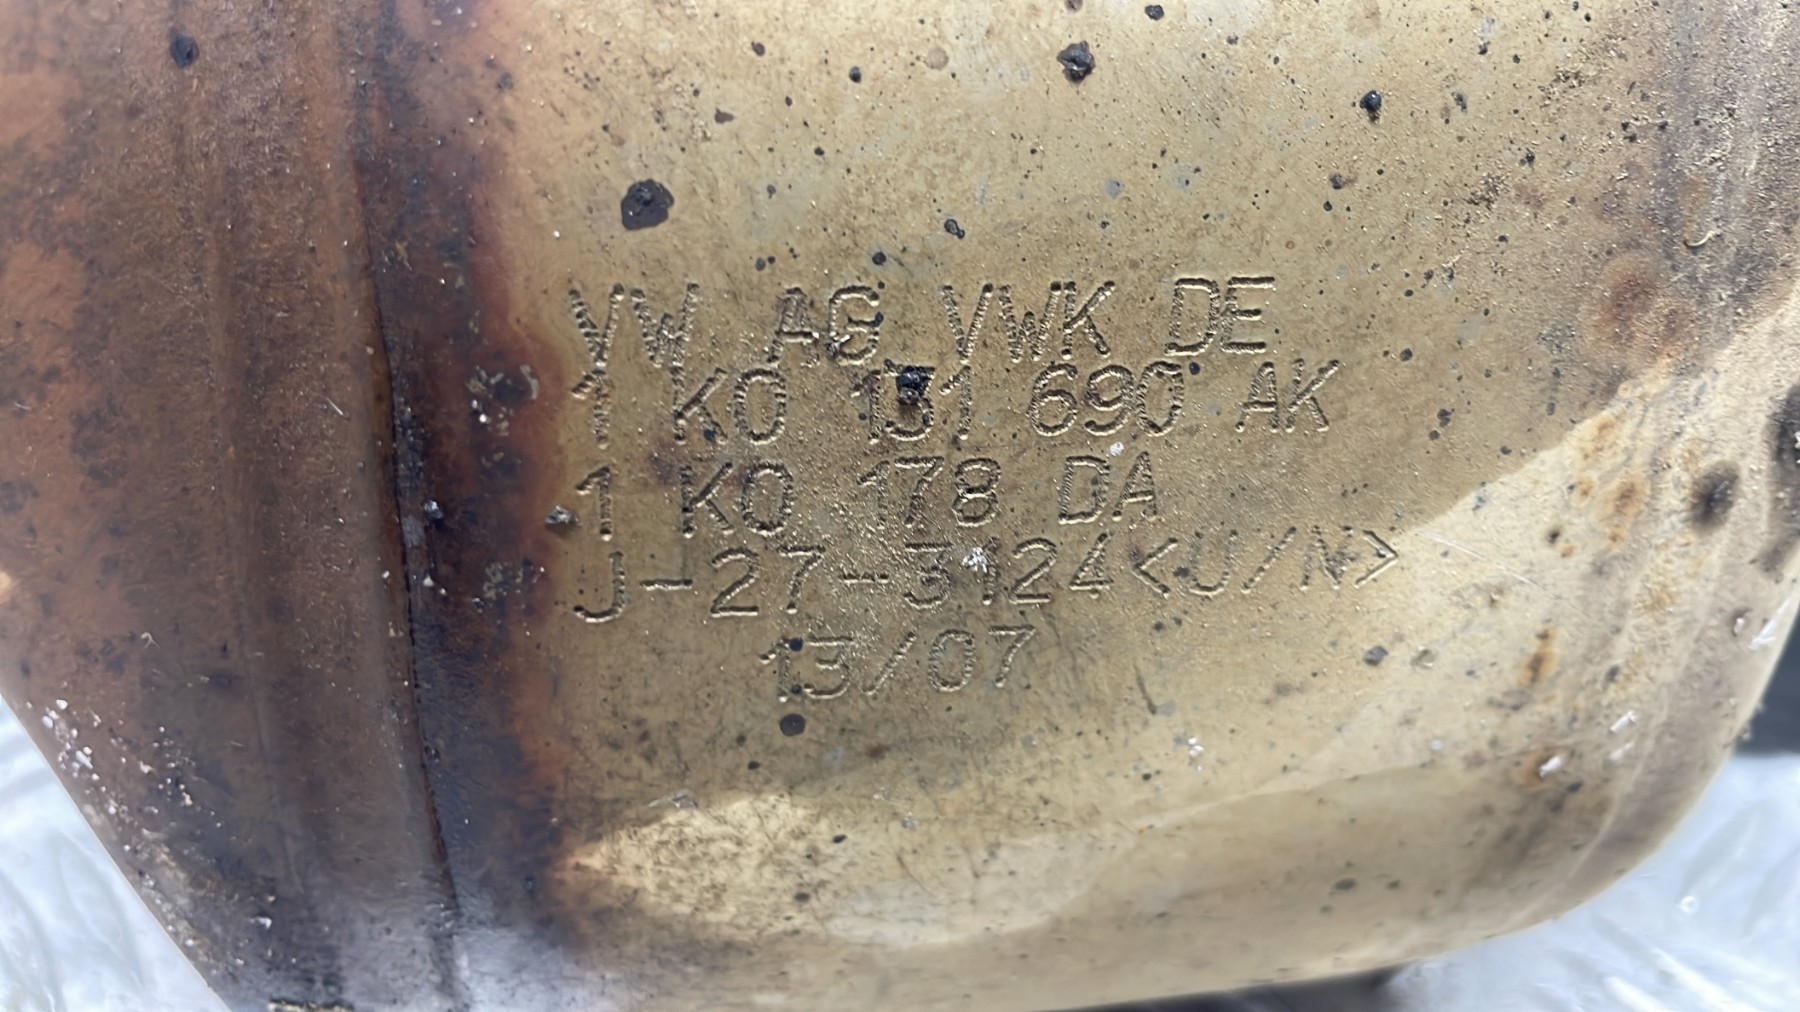 VW AG VWK DE
1 K0 131 690 AK
1 K0 178 DA
J-27-3124<U/N>
13/07